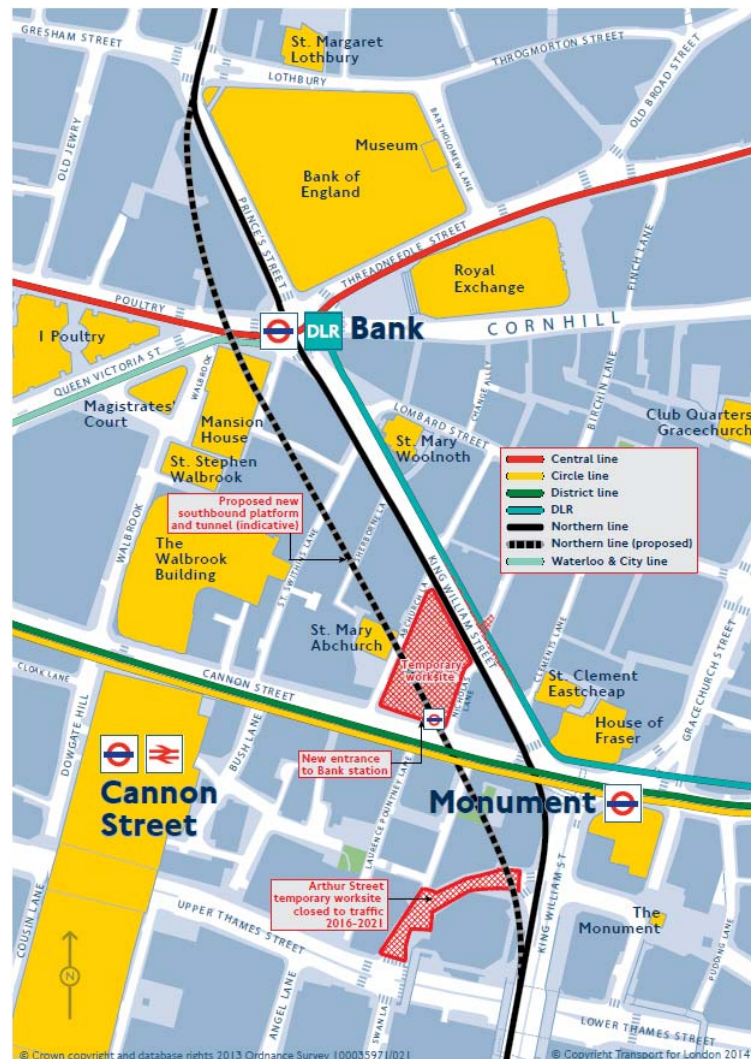 GRESHAM STREET
St. Margaret
Lothbury
THROGMORTON STREET
LOTHBURY
OLD BROAD STREET
OLD JEWRY
BARTHOLOMEW LANE
Museum
Bank of
England
PRINCE'S STREET
THREADNEEDLE STREET
Royal
Exchange
FINCH LANE
POULTRY
DLR
Bank
CORNHILL
1 Poultry
QUEEN VICTORIA ST
WALBROOK
Magistrates'
Court
Mansion
House
LOMBARD STREET
CHANGE ALLEY
BIRCHIN LANE
Club Quarters
Gracechurch
St. Mary
Woolnoth
St. Stephen
Walbrook
Central line
Circle line
District line
DLR
Northern line
Northern line (proposed)
Waterloo & City line
Proposed new
southbound platform
and tunnel (indicative)
SHERBORNE LA
WALBROOK
The
Walbrook
Building
ST. SWITHINS LANE
KING WILLIAM STREET
ABCHURCH LA
St. Mary
Abchurch
Temporary
worksite
NICHOLAS
LANE
CLEMENTS LANE
GRACECHURCH STREET
CLOAK LANE
CANNON STREET
St. Clement
Eastcheap
House of
Fraser
DOWGATE HILL
BUSH LANE
New entrance
to Bank station
LAURENCE POUNTNEY LANE
Cannon
Street
Monument
Arthur Street
temporary worksite
closed to traffic
2016-2021
UPPER THAMES STREET
KING WILLIAM ST
The
Monument
PUDDING LANE
COUSIN LANE
N
ANGEL LANE
SWAN LA
LOWER THAMES STREET
© Crown copyright and database rights 2013 Ordnance Survey 100035971/021
© Copyright Transport for London 2014